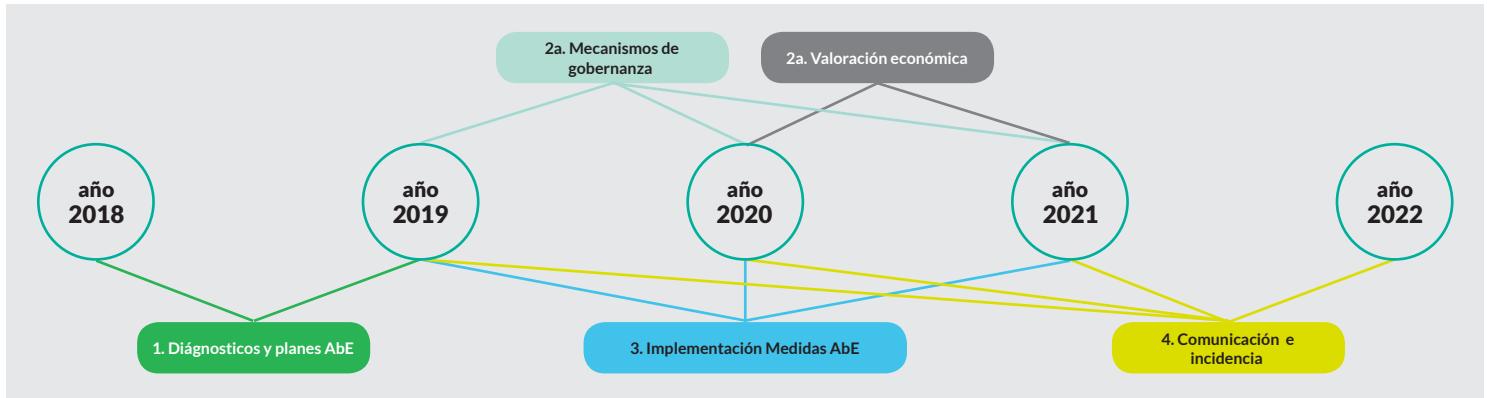 2a. Mecanismos de
gobernanza
2a. Valoración económica
año
2018
año
2019
año
2020
año
2021
año
2022
1. Diágnosticos y planes AbE
3. Implementación Medidas AbE
4. Comunicación e
incidencia